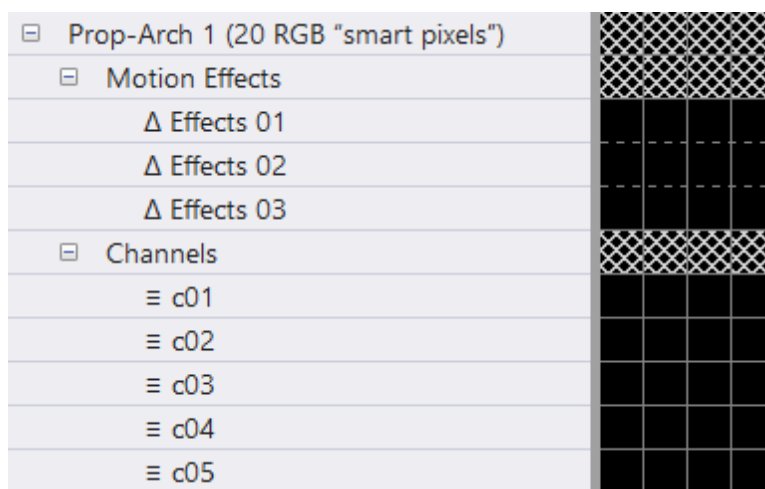 Prop-Arch 1 (20 RGB “smart pixels”)
Motion Effects
Δ Effects 01
Δ Effects 02
Δ Effects 03
Channels
≡ c01
≡ c02
≡ c03
≡ c04
≡ c05